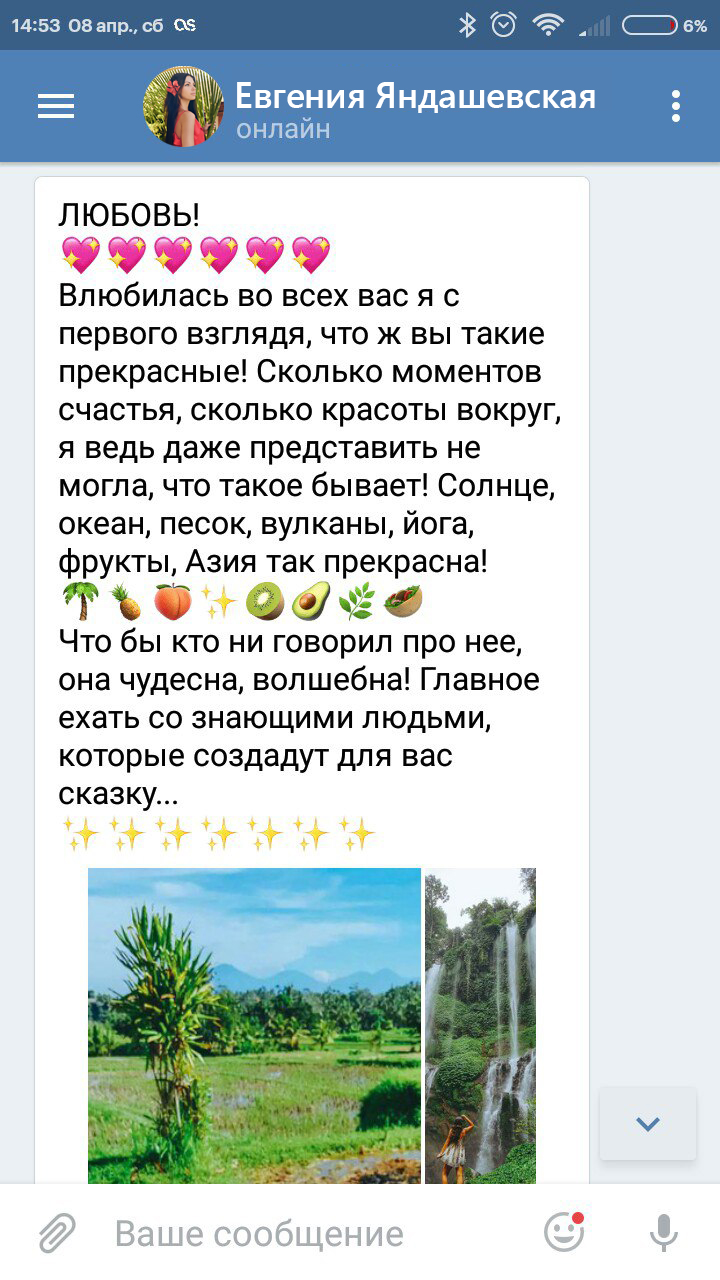 14:53 08 апр., сб 6%
Евгения Яндашевская
онлайн
ЛЮБОВЬ!
💖💖💖💖💖💖
Влюбилась во всех вас я с
первого взглядя, что ж вы такие
прекрасные! Сколько моментов
счастья, сколько красоты вокруг,
я ведь даже представить не
могла, что такое бывает! Солнце,
океан, песок, вулканы, йога,
фрукты, Азия так прекрасна!
🌴🍍🍑✨🥝🥑🌿🥙
Что бы кто ни говорил про нее,
она чудесна, волшебна! Главное
ехать со знающими людьми,
которые создадут для вас
сказку...
✨✨✨✨✨✨✨
Ваше сообщение